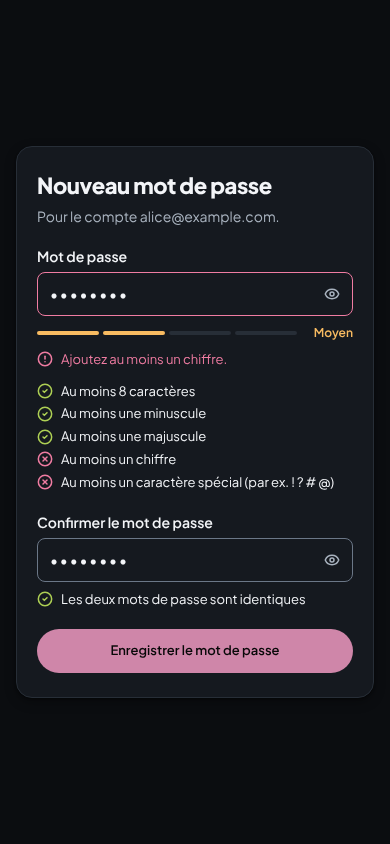 Nouveau mot de passe
Pour le compte alice@example.com.
Mot de passe
••••••••
Moyen
Ajoutez au moins un chiffre.
Au moins 8 caractères
Au moins une minuscule
Au moins une majuscule
Au moins un chiffre
Au moins un caractère spécial (par ex. ! ? # @)
Confirmer le mot de passe
••••••••
Les deux mots de passe sont identiques
Enregistrer le mot de passe